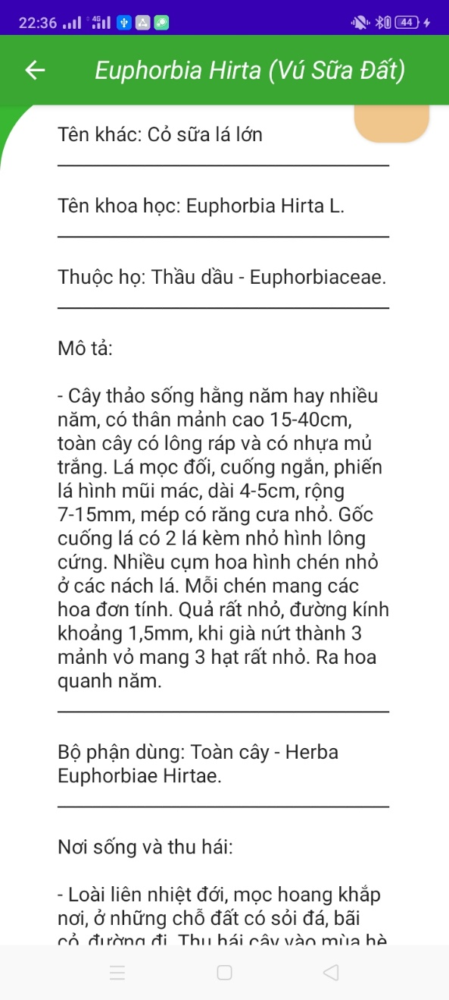 22:36
4G
44
Euphorbia Hirta (Vú Sữa Đất)
Tên khác: Cỏ sữa lá lớn
Tên khoa học: Euphorbia Hirta L.
Thuộc họ: Thầu dầu - Euphorbiaceae.
Mô tả:
- Cây thảo sống hằng năm hay nhiều
năm, có thân mảnh cao 15-40cm,
toàn cây có lông ráp và có nhựa mủ
trắng. Lá mọc đối, cuống ngắn, phiến
lá hình mũi mác, dài 4-5cm, rộng
7-15mm, mép có răng cưa nhỏ. Gốc
cuống lá có 2 lá kèm nhỏ hình lông
cứng. Nhiều cụm hoa hình chén nhỏ
ở các nách lá. Mỗi chén mang các
hoa đơn tính. Quả rất nhỏ, đường kính
khoảng 1,5mm, khi già nứt thành 3
mảnh vỏ mang 3 hạt rất nhỏ. Ra hoa
quanh năm.
Bộ phận dùng: Toàn cây - Herba
Euphorbiae Hirtae.
Nơi sống và thu hái:
- Loài liên nhiệt đới, mọc hoang khắp
nơi, ở những chỗ đất có sỏi đá, bãi
cỏ, đường đi. Thu hái cây vào mùa hè